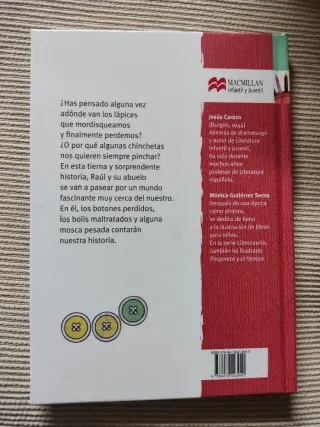 ¿Has pensado alguna vez
adónde van los lápices
que mordisqueamos
y finalmente perdemos?
¿O por qué algunas chinchetas
nos quieren siempre pinchar?
En esta tierna y sorprendente
historia, Raúl y su abuelo
se van a pasear por un mundo
fascinante muy cerca del nuestro.
En él, los botones perdidos,
los bolis maltratados y alguna
mosca pesada contarán
nuestra historia.
MACMILLAN
Infantil y Juvenil
Jesús Carazo
(Burgos, 1944)
Además de dramaturgo
y autor de Literatura
Infantil y Juvenil,
ha sido durante
muchos años
profesor de Literatura
española.
Mónica Gutiérrez Serna
Después de una época
como pintora,
se dedica de lleno
a la ilustración de libros
para niños.
En la serie Librosaurio,
también ha ilustrado
Pingoreta y el tiempo.